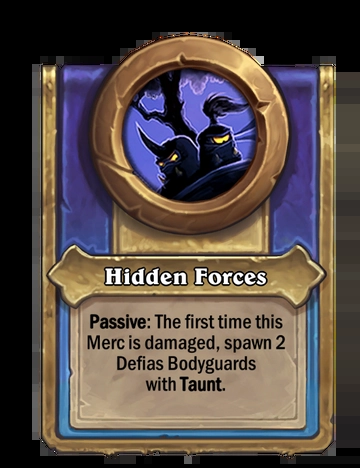 Hidden Forces
Passive: The first time this
Merc is damaged, spawn 2
Defias Bodyguards
with Taunt.